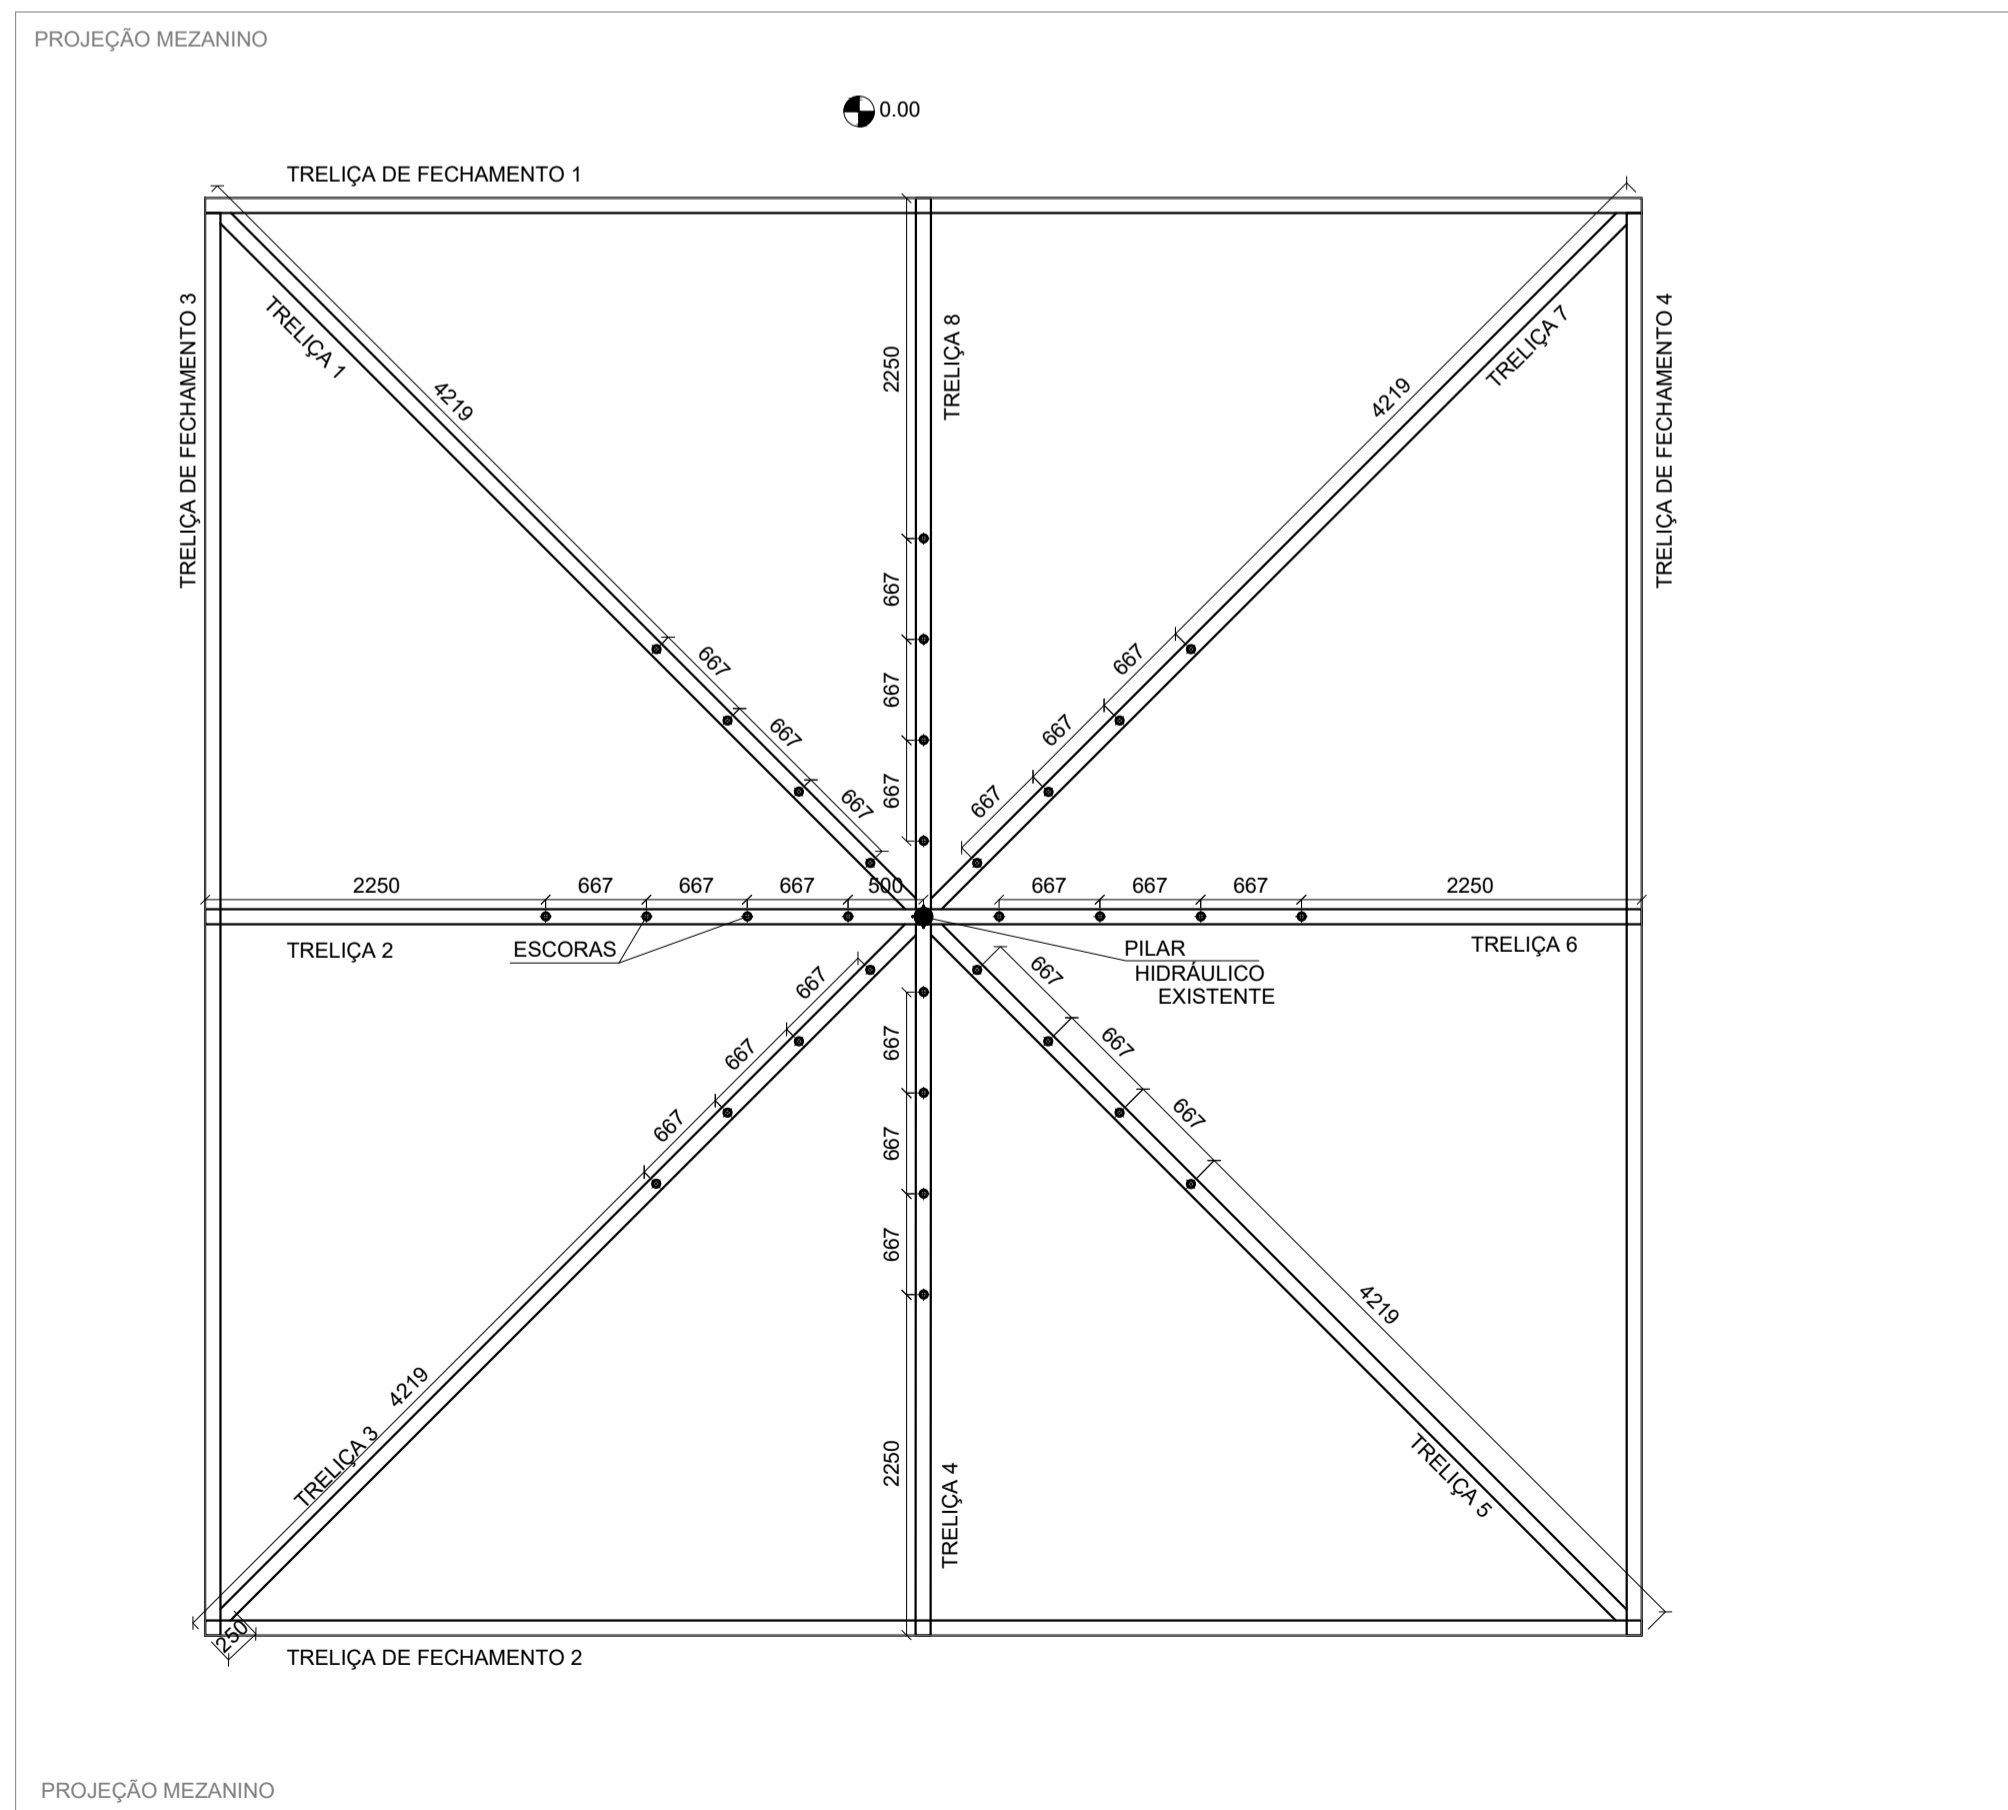 PROJEÇÃO MEZANINO
0.00
TRELIÇA DE FECHAMENTO 1
TRELIÇA DE FECHAMENTO 3
TRELIÇA 1
4219
2250
TRELIÇA 8
4219
TRELIÇA 7
TRELIÇA DE FECHAMENTO 4
667
667
667
667
667
667
667
667
667
2250
667
667
667
500
667
667
667
2250
TRELIÇA 2
ESCORAS
PILAR
HIDRÁULICO
EXISTENTE
TRELIÇA 6
667
667
667
667
667
667
667
667
667
4219
TRELIÇA 3
2250
TRELIÇA 4
4219
TRELIÇA 5
250
TRELIÇA DE FECHAMENTO 2
PROJEÇÃO MEZANINO